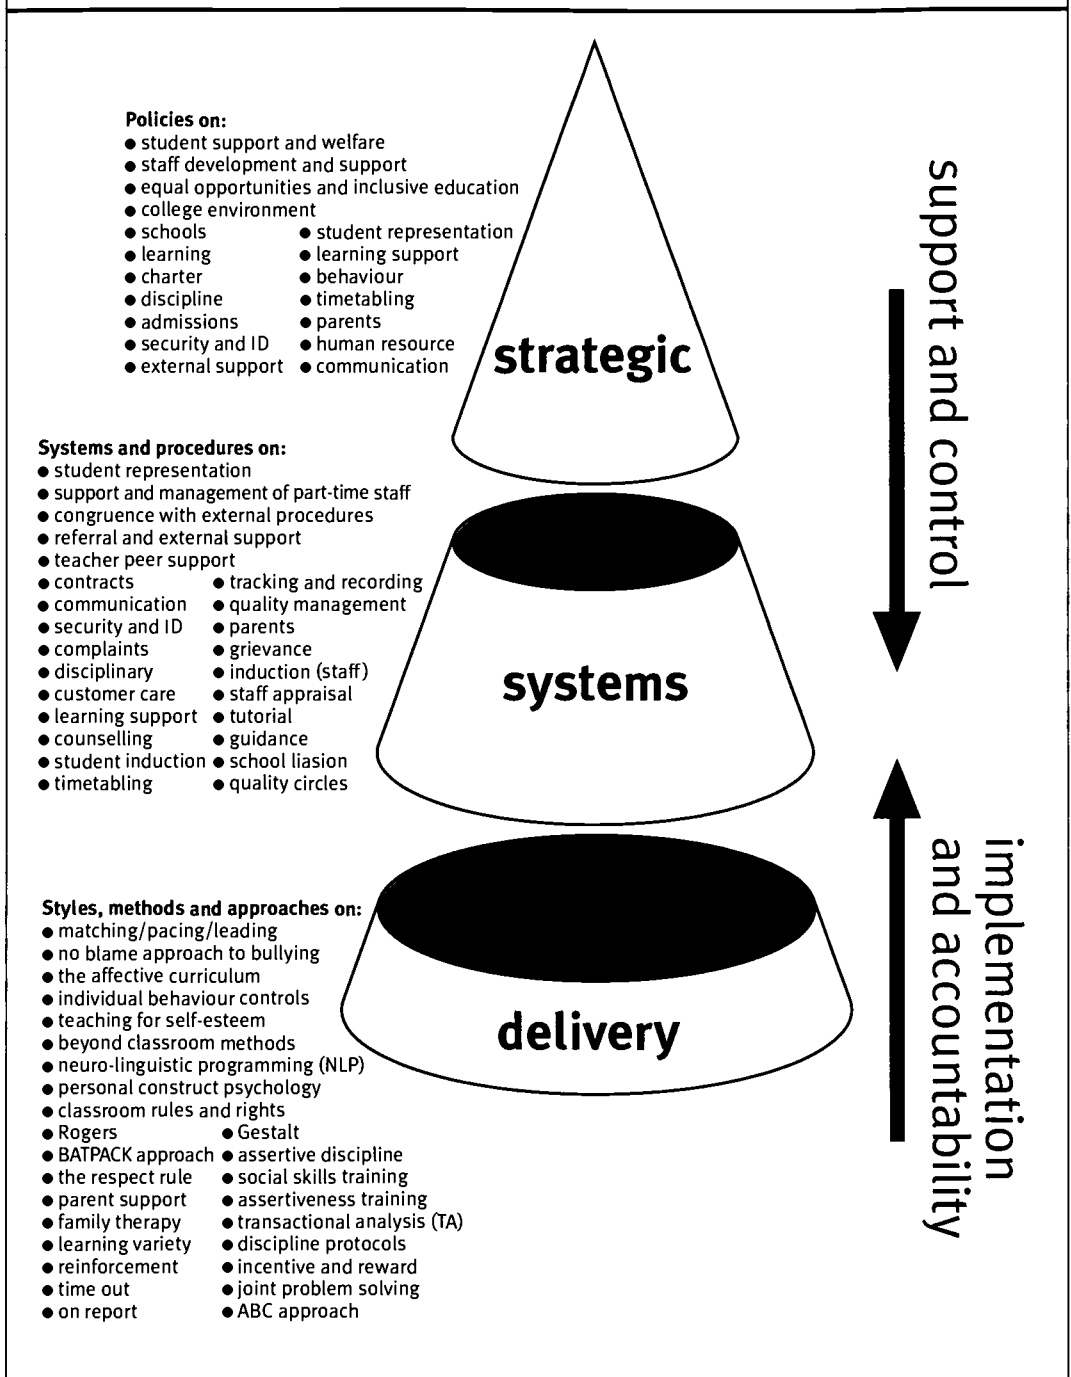 Policies on:
● student support and welfare
● staff development and support
● equal opportunities and inclusive education
● college environment
● schools ● student representation
● learning ● learning support
● charter ● behaviour
● discipline ● timetabling
● admissions ● parents
● security and ID ● human resource
● external support ● communication
strategic
support and control
Systems and procedures on:
● student representation
● support and management of part-time staff
● congruence with external procedures
● referral and external support
● teacher peer support
● contracts ● tracking and recording
● communication ● quality management
● security and ID ● parents
● complaints ● grievance
● disciplinary ● induction (staff)
● customer care ● staff appraisal
● learning support ● tutorial
● counselling ● guidance
● student induction ● school liasion
● timetabling ● quality circles
systems
implementation
and accountability
Styles, methods and approaches on:
● matching/pacing/leading
● no blame approach to bullying
● the affective curriculum
● individual behaviour controls
● teaching for self-esteem
● beyond classroom methods
● neuro-linguistic programming (NLP)
● personal construct psychology
● classroom rules and rights
● Rogers ● Gestalt
● BATPACK approach ● assertive discipline
● the respect rule ● social skills training
● parent support ● assertiveness training
● family therapy ● transactional analysis (TA)
● learning variety ● discipline protocols
● reinforcement ● incentive and reward
● time out ● joint problem solving
● on report ● ABC approach
delivery